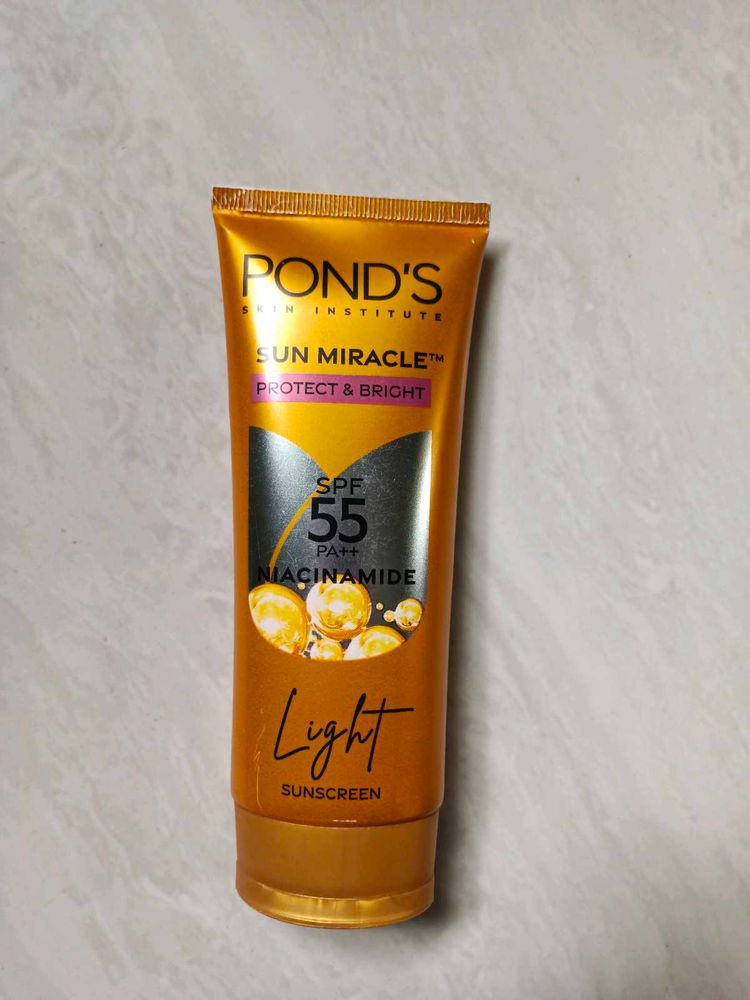 POND'S
SKIN INSTITUTE
SUN MIRACLE™
PROTECT & BRIGHT
SPF
55
PA++
NIACINAMIDE
Light
SUNSCREEN